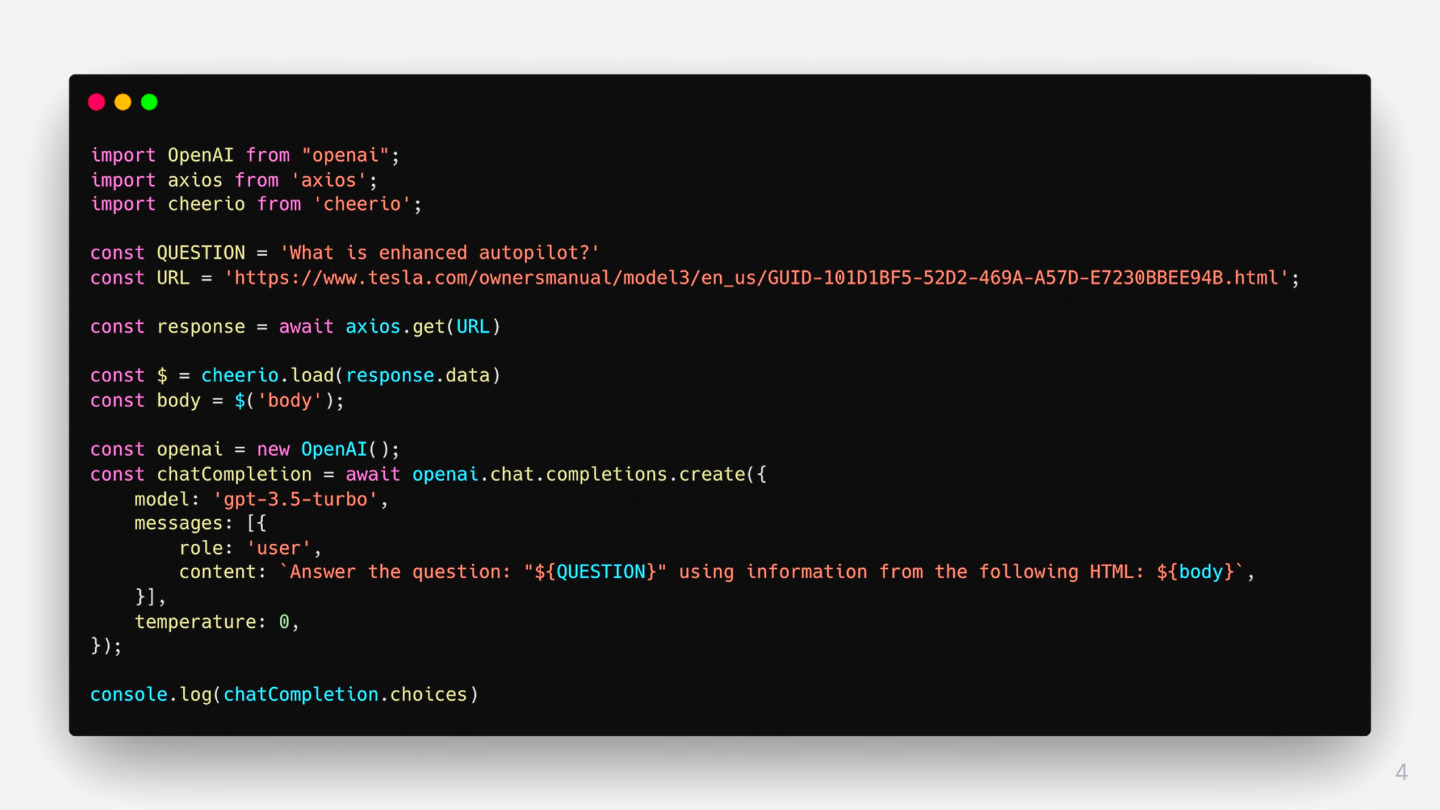 import OpenAI from "openai";
import axios from 'axios';
import cheerio from 'cheerio';
const QUESTION = 'What is enhanced autopilot?'
const URL = 'https://www.tesla.com/ownersmanual/model3/en_us/GUID-101D1BF5-52D2-469A-A57D-E7230BBEE94B.html';
const response = await axios.get(URL)
const $ = cheerio.load(response.data)
const body = $('body');
const openai = new OpenAI();
const chatCompletion = await openai.chat.completions.create({
    model: 'gpt-3.5-turbo',
    messages: [{
        role: 'user',
        content: `Answer the question: "${QUESTION}" using information from the following HTML: ${body}`,
    }],
    temperature: 0,
});
console.log(chatCompletion.choices)
4